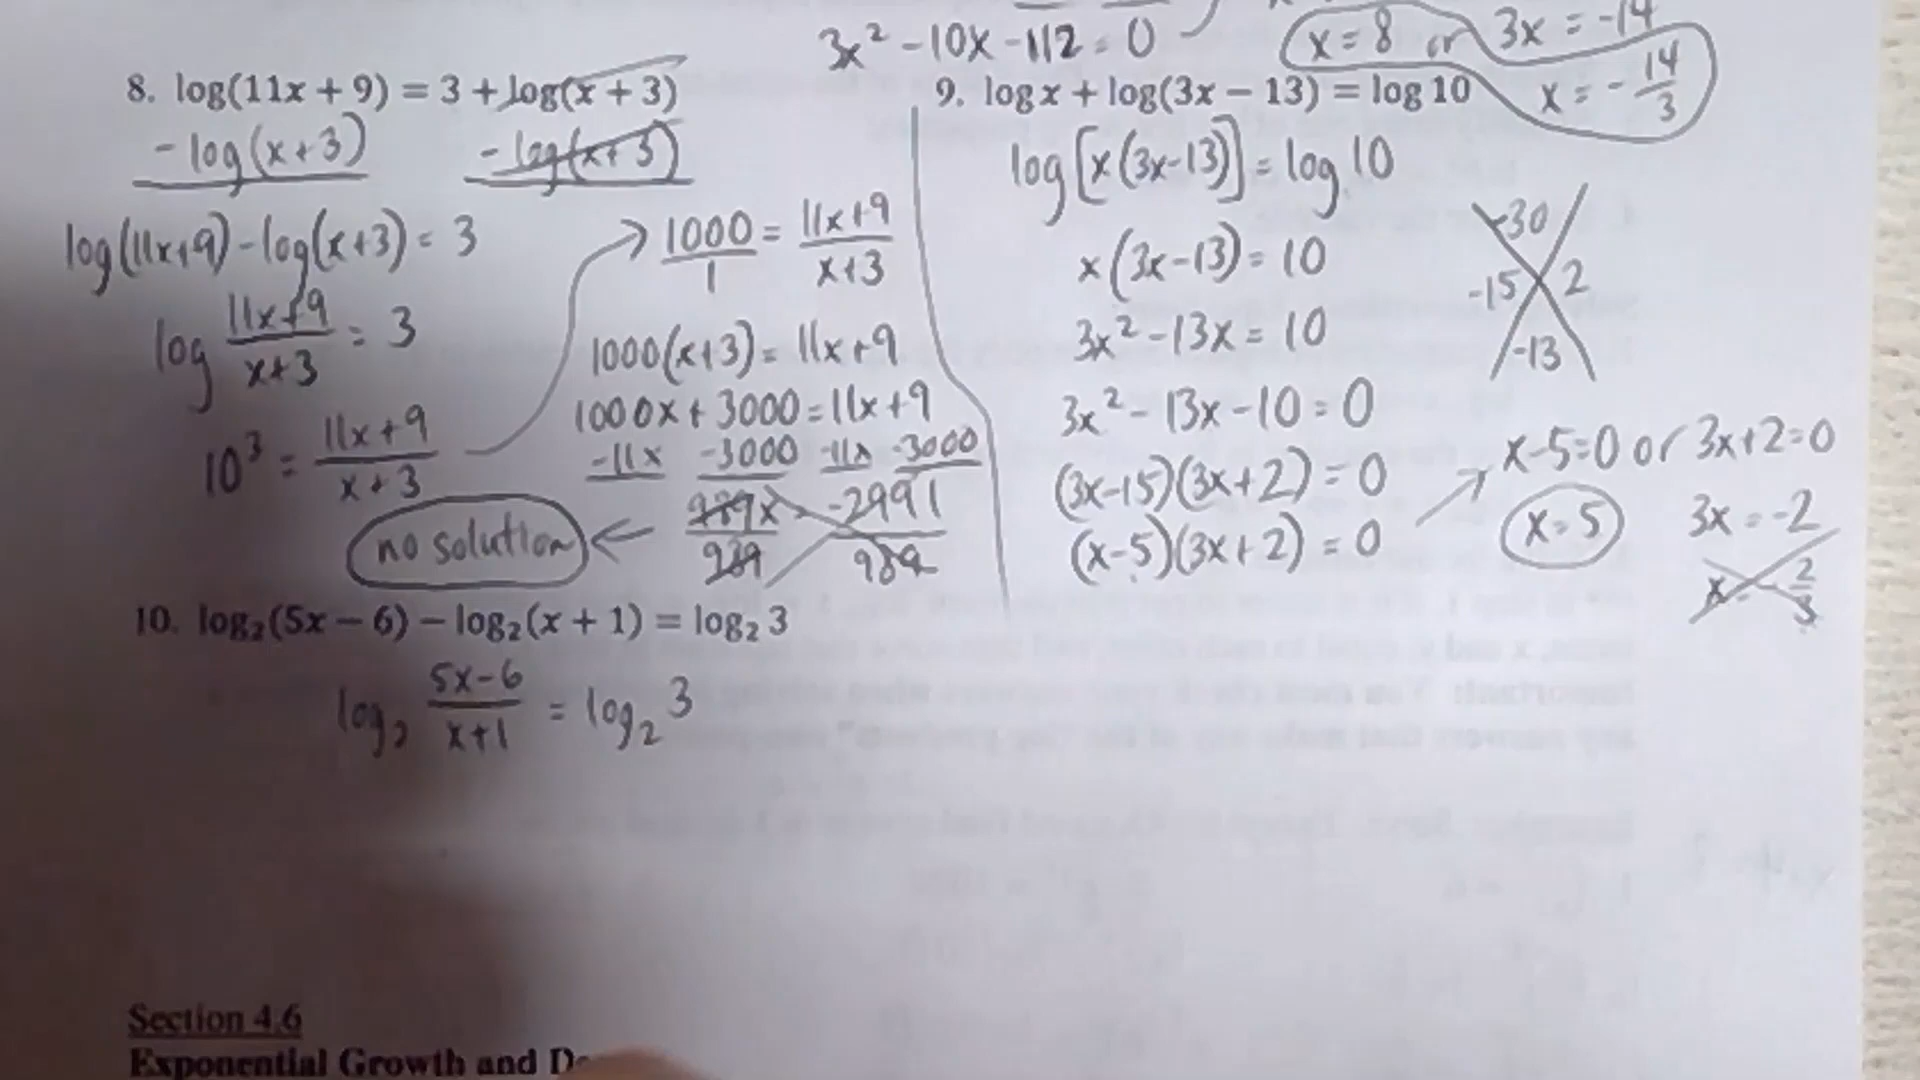 3x² - 10x - 112 = 0
x = 8 or 3x = -14
x = -14/3
8. log(11x + 9) = 3 + log(x + 3)
- log(x+3) - log(x+3)
log(11x+9) - log(x+3) = 3
log (11x+9)/(x+3) = 3
10³ = (11x+9)/(x+3)
1000/1 = (11x+9)/(x+3)
1000(x+3) = 11x+9
1000x + 3000 = 11x+9
-11x -3000 -11x -3000
989x/989 = -2991/989
no solution
9. log x + log(3x − 13) = log 10
log[x(3x-13)] = log 10
x(3x-13) = 10
3x² - 13x = 10
3x² - 13x - 10 = 0
(3x-15)(3x+2) = 0
(x-5)(3x+2) = 0
-30
-15 2
-13
x-5=0 or 3x+2=0
x=5 3x = -2
x = -2/3
10. log₂(5x − 6) − log₂(x + 1) = log₂ 3
log₂ (5x-6)/(x+1) = log₂ 3
Section 4.6
Exponential Growth and